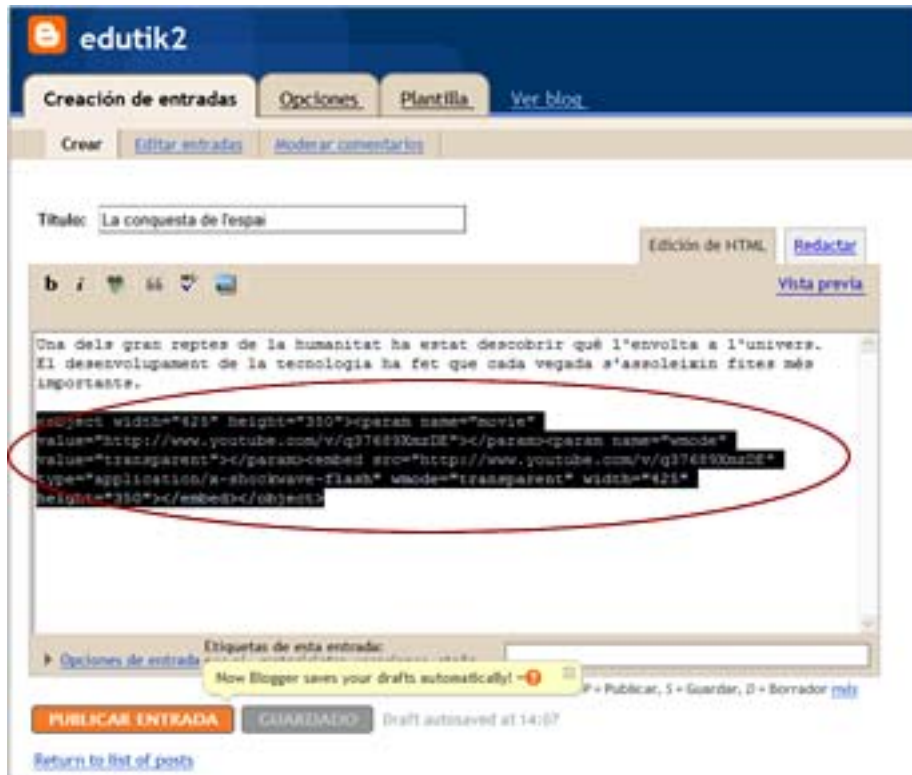 edutik2
Creación de entradas Opciones Plantilla Ver blog
Crear Editar entradas Moderar comentarios
Título: La conquesta de l'espai
Edición de HTML Redactar
b i Vista previa
Una dels gran reptes de la humanitat ha estat descobrir què l'envolta a l'univers.
El desenvolupament de la tecnologia ha fet que cada vegada s'assoleixin fites més
importants.
<object width="425" height="350"><param name="movie"
value="http://www.youtube.com/v/q37689XmzDE"></param><param name="wmode"
value="transparent"></param><embed src="http://www.youtube.com/v/q37689XmzDE"
type="application/x-shockwave-flash" wmode="transparent" width="425"
height="350"></embed></object>
Etiquetas de esta entrada:
Opciones de entrada
Now Blogger saves your drafts automatically!
P = Publicar, S = Guardar, D = Borrador más
PUBLICAR ENTRADA GUARDADO Draft autosaved at 14:07
Return to list of posts